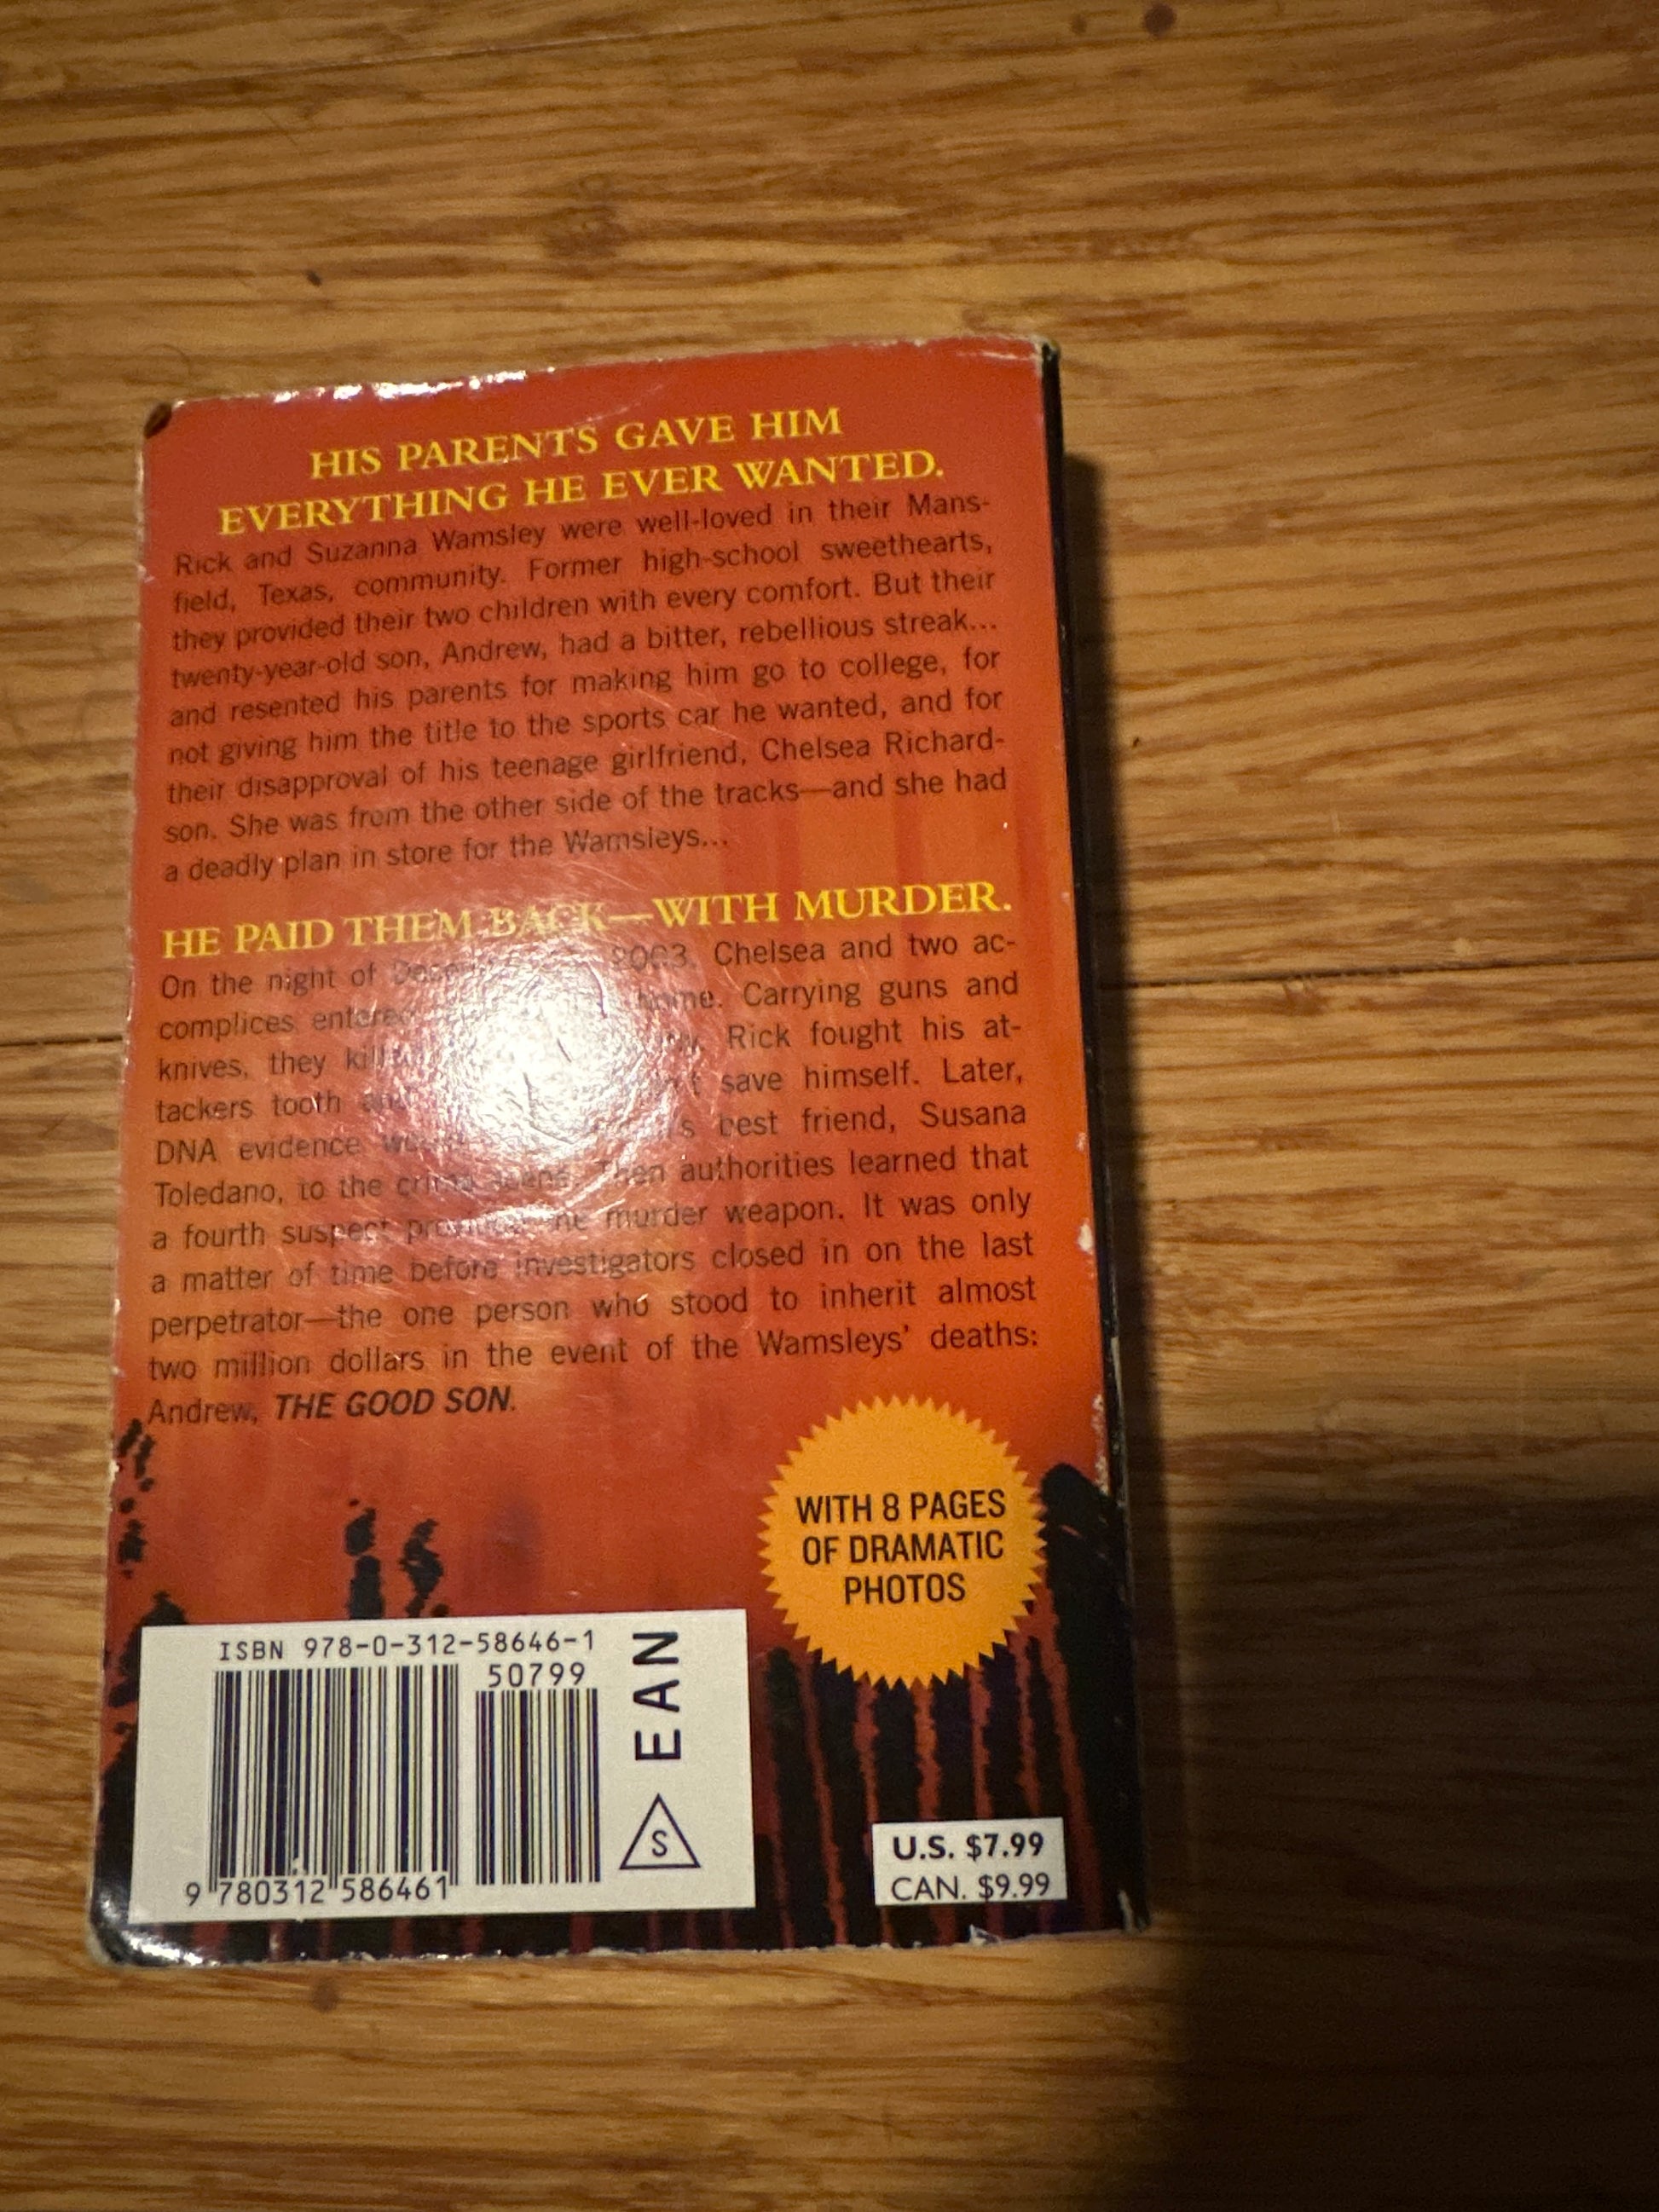 HIS PARENTS GAVE HIM
EVERYTHING HE EVER WANTED.
Rick and Suzanna Wamsley were well-loved in their Mans-
field, Texas, community. Former high-school sweethearts,
they provided their two children with every comfort. But their
twenty-year-old son, Andrew, had a bitter, rebellious streak...
and resented his parents for making him go to college, for
not giving him the title to the sports car he wanted, and for
their disapproval of his teenage girlfriend, Chelsea Richard-
son. She was from the other side of the tracks—and she had
a deadly plan in store for the Wamsleys...
HE PAID THEM BACK—WITH MURDER.
On the night of 2003, Chelsea and two ac-
complices entered home. Carrying guns and
knives, they Rick fought his at-
tackers tooth and save himself. Later,
DNA evidence best friend, Susana
Toledano, to the crime scene. Then authorities learned that
a fourth suspect the murder weapon. It was only
a matter of time before investigators closed in on the last
perpetrator—the one person who stood to inherit almost
two million dollars in the event of the Wamsleys' deaths:
Andrew, THE GOOD SON.
WITH 8 PAGES
OF DRAMATIC
PHOTOS
ISBN 978-0-312-58646-1
50799
EAN
S
9 780312 586461
U.S. $7.99
CAN. $9.99